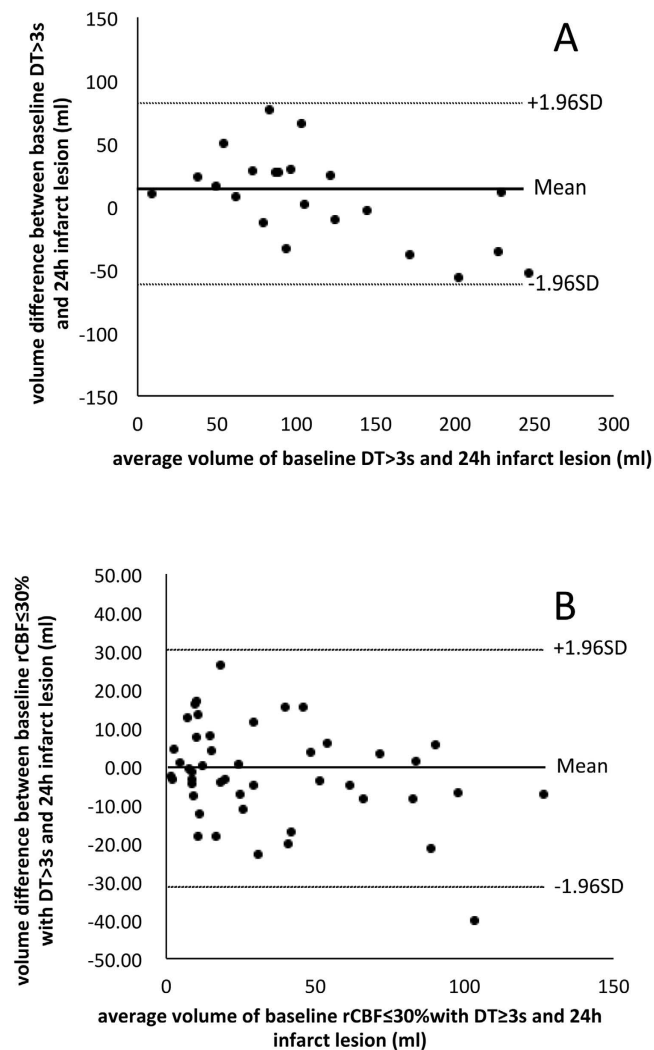 A
volume difference between baseline DT>3s
and 24h infarct lesion (ml)
150
100
50
0
-50
-100
-150
+1.96SD
Mean
-1.96SD
0 50 100 150 200 250 300
average volume of baseline DT>3s and 24h infarct lesion (ml)
B
volume difference between baseline rCBF≤30%
with DT>3s and 24h infarct lesion (ml)
50.00
40.00
30.00
20.00
10.00
0.00
-10.00
-20.00
-30.00
-40.00
-50.00
+1.96SD
Mean
-1.96SD
0 50 100 150
average volume of baseline rCBF≤30%with DT≥3s and 24h
infarct lesion (ml)